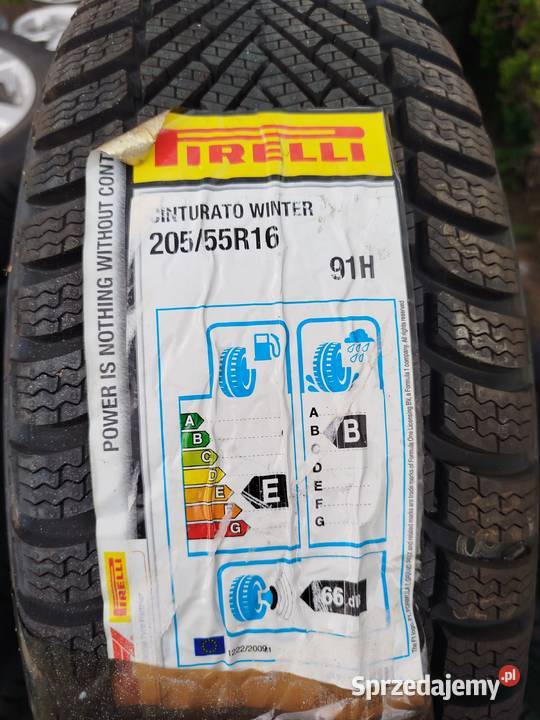 PIRELLI
CINTURATO WINTER
205/55R16
91H
POWER IS NOTHING WITHOUT CONT
A
B
C
D
E
F
G
E
A
B
C
D
E
F
G
B
66 dB
PIRELLI
1222/2009
Sprzedajemy.pl